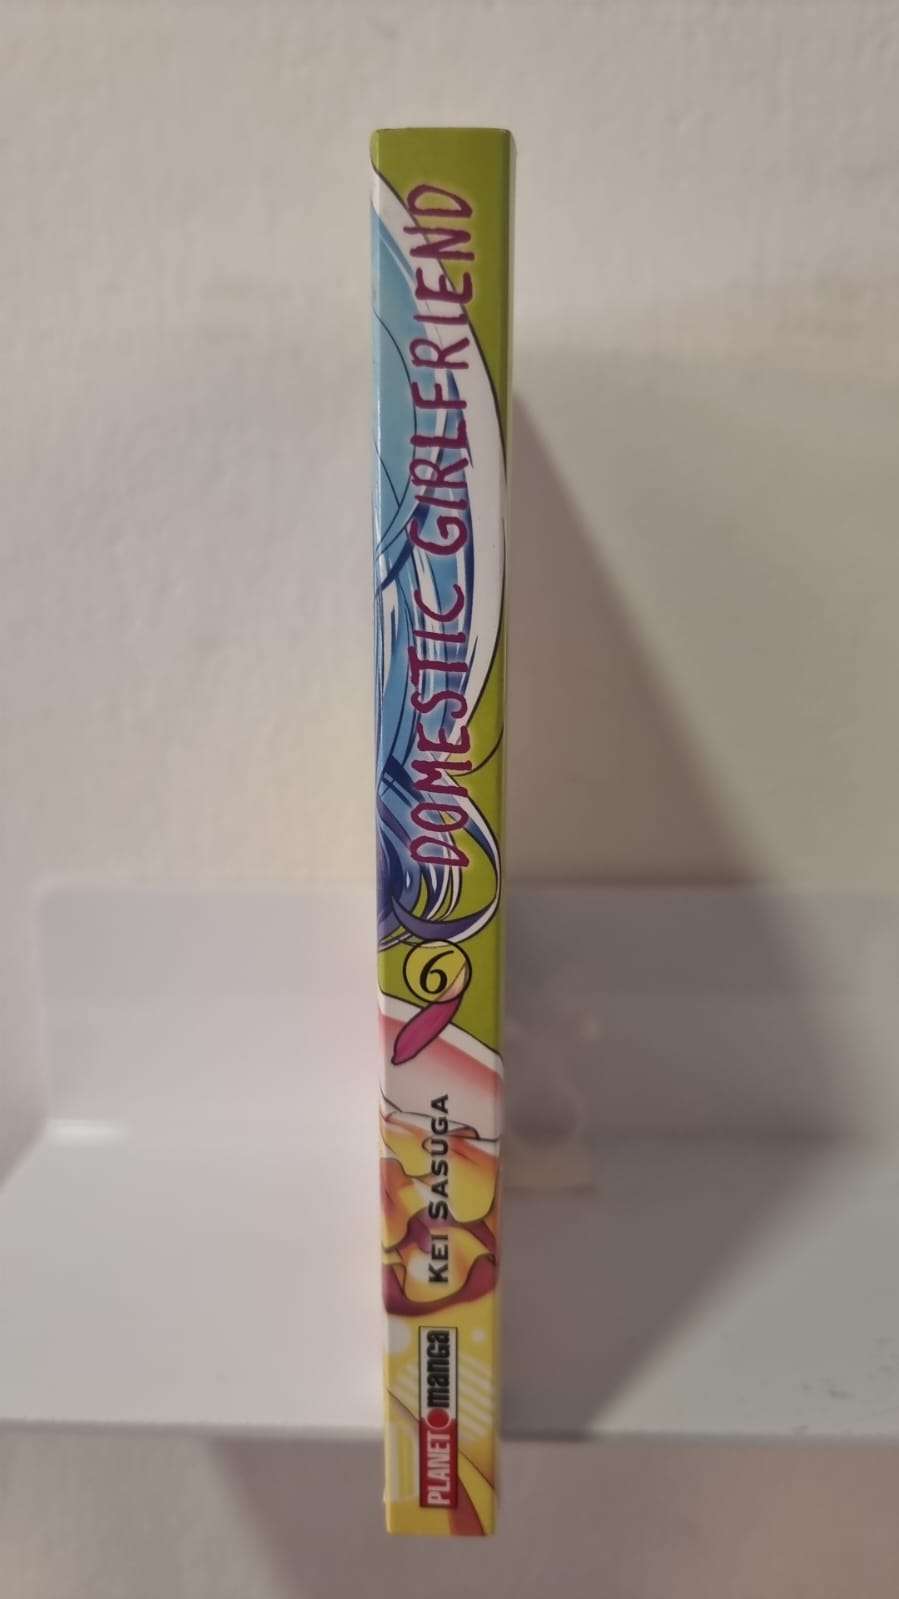 DOMESTIC GIRLFRIEND
6
KEI SASUGA
PLANET manga